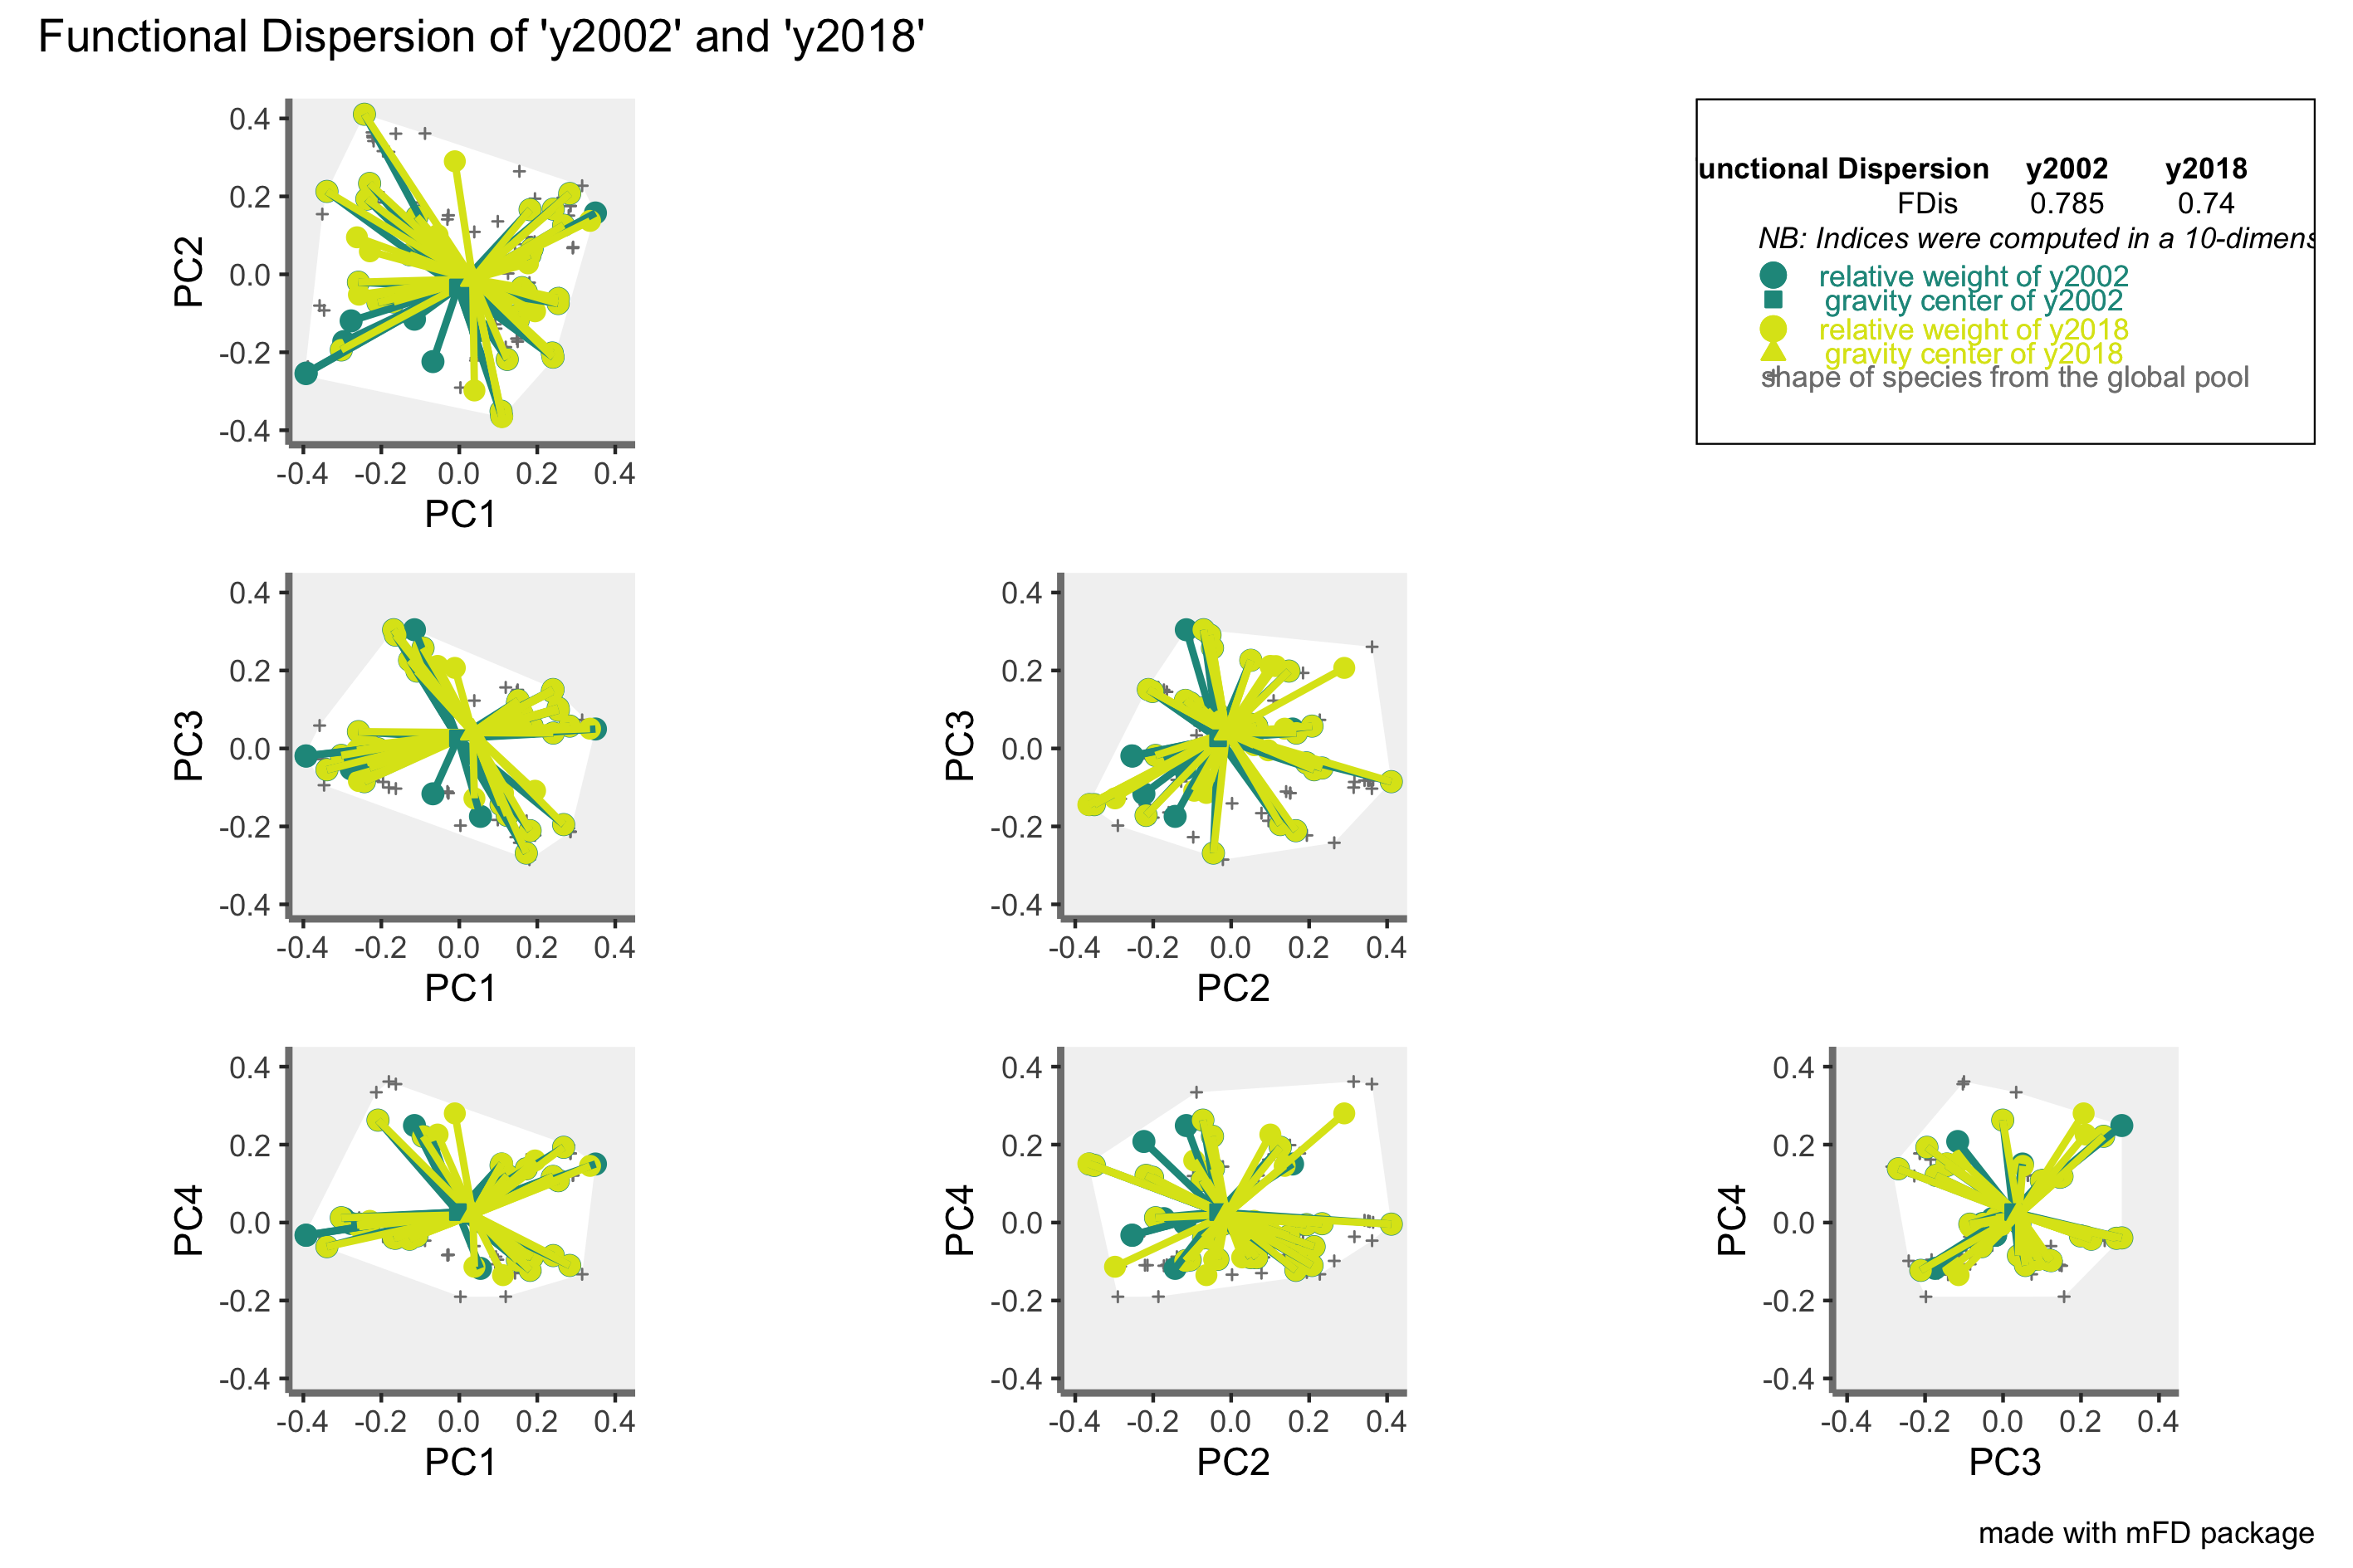 Functional Dispersion of 'y2002' and 'y2018'
0.4
0.2
0.0
-0.2
-0.4
PC2
-0.4 -0.2 0.0 0.2 0.4
PC1
unctional Dispersion y2002 y2018
FDis 0.785 0.74
NB: Indices were computed in a 10-dimens
relative weight of y2002
gravity center of y2002
relative weight of y2018
gravity center of y2018
shape of species from the global pool
0.4
0.2
0.0
-0.2
-0.4
PC3
-0.4 -0.2 0.0 0.2 0.4
PC1
0.4
0.2
0.0
-0.2
-0.4
PC3
-0.4 -0.2 0.0 0.2 0.4
PC2
0.4
0.2
0.0
-0.2
-0.4
PC4
-0.4 -0.2 0.0 0.2 0.4
PC1
0.4
0.2
0.0
-0.2
-0.4
PC4
-0.4 -0.2 0.0 0.2 0.4
PC2
0.4
0.2
0.0
-0.2
-0.4
PC4
-0.4 -0.2 0.0 0.2 0.4
PC3
made with mFD package